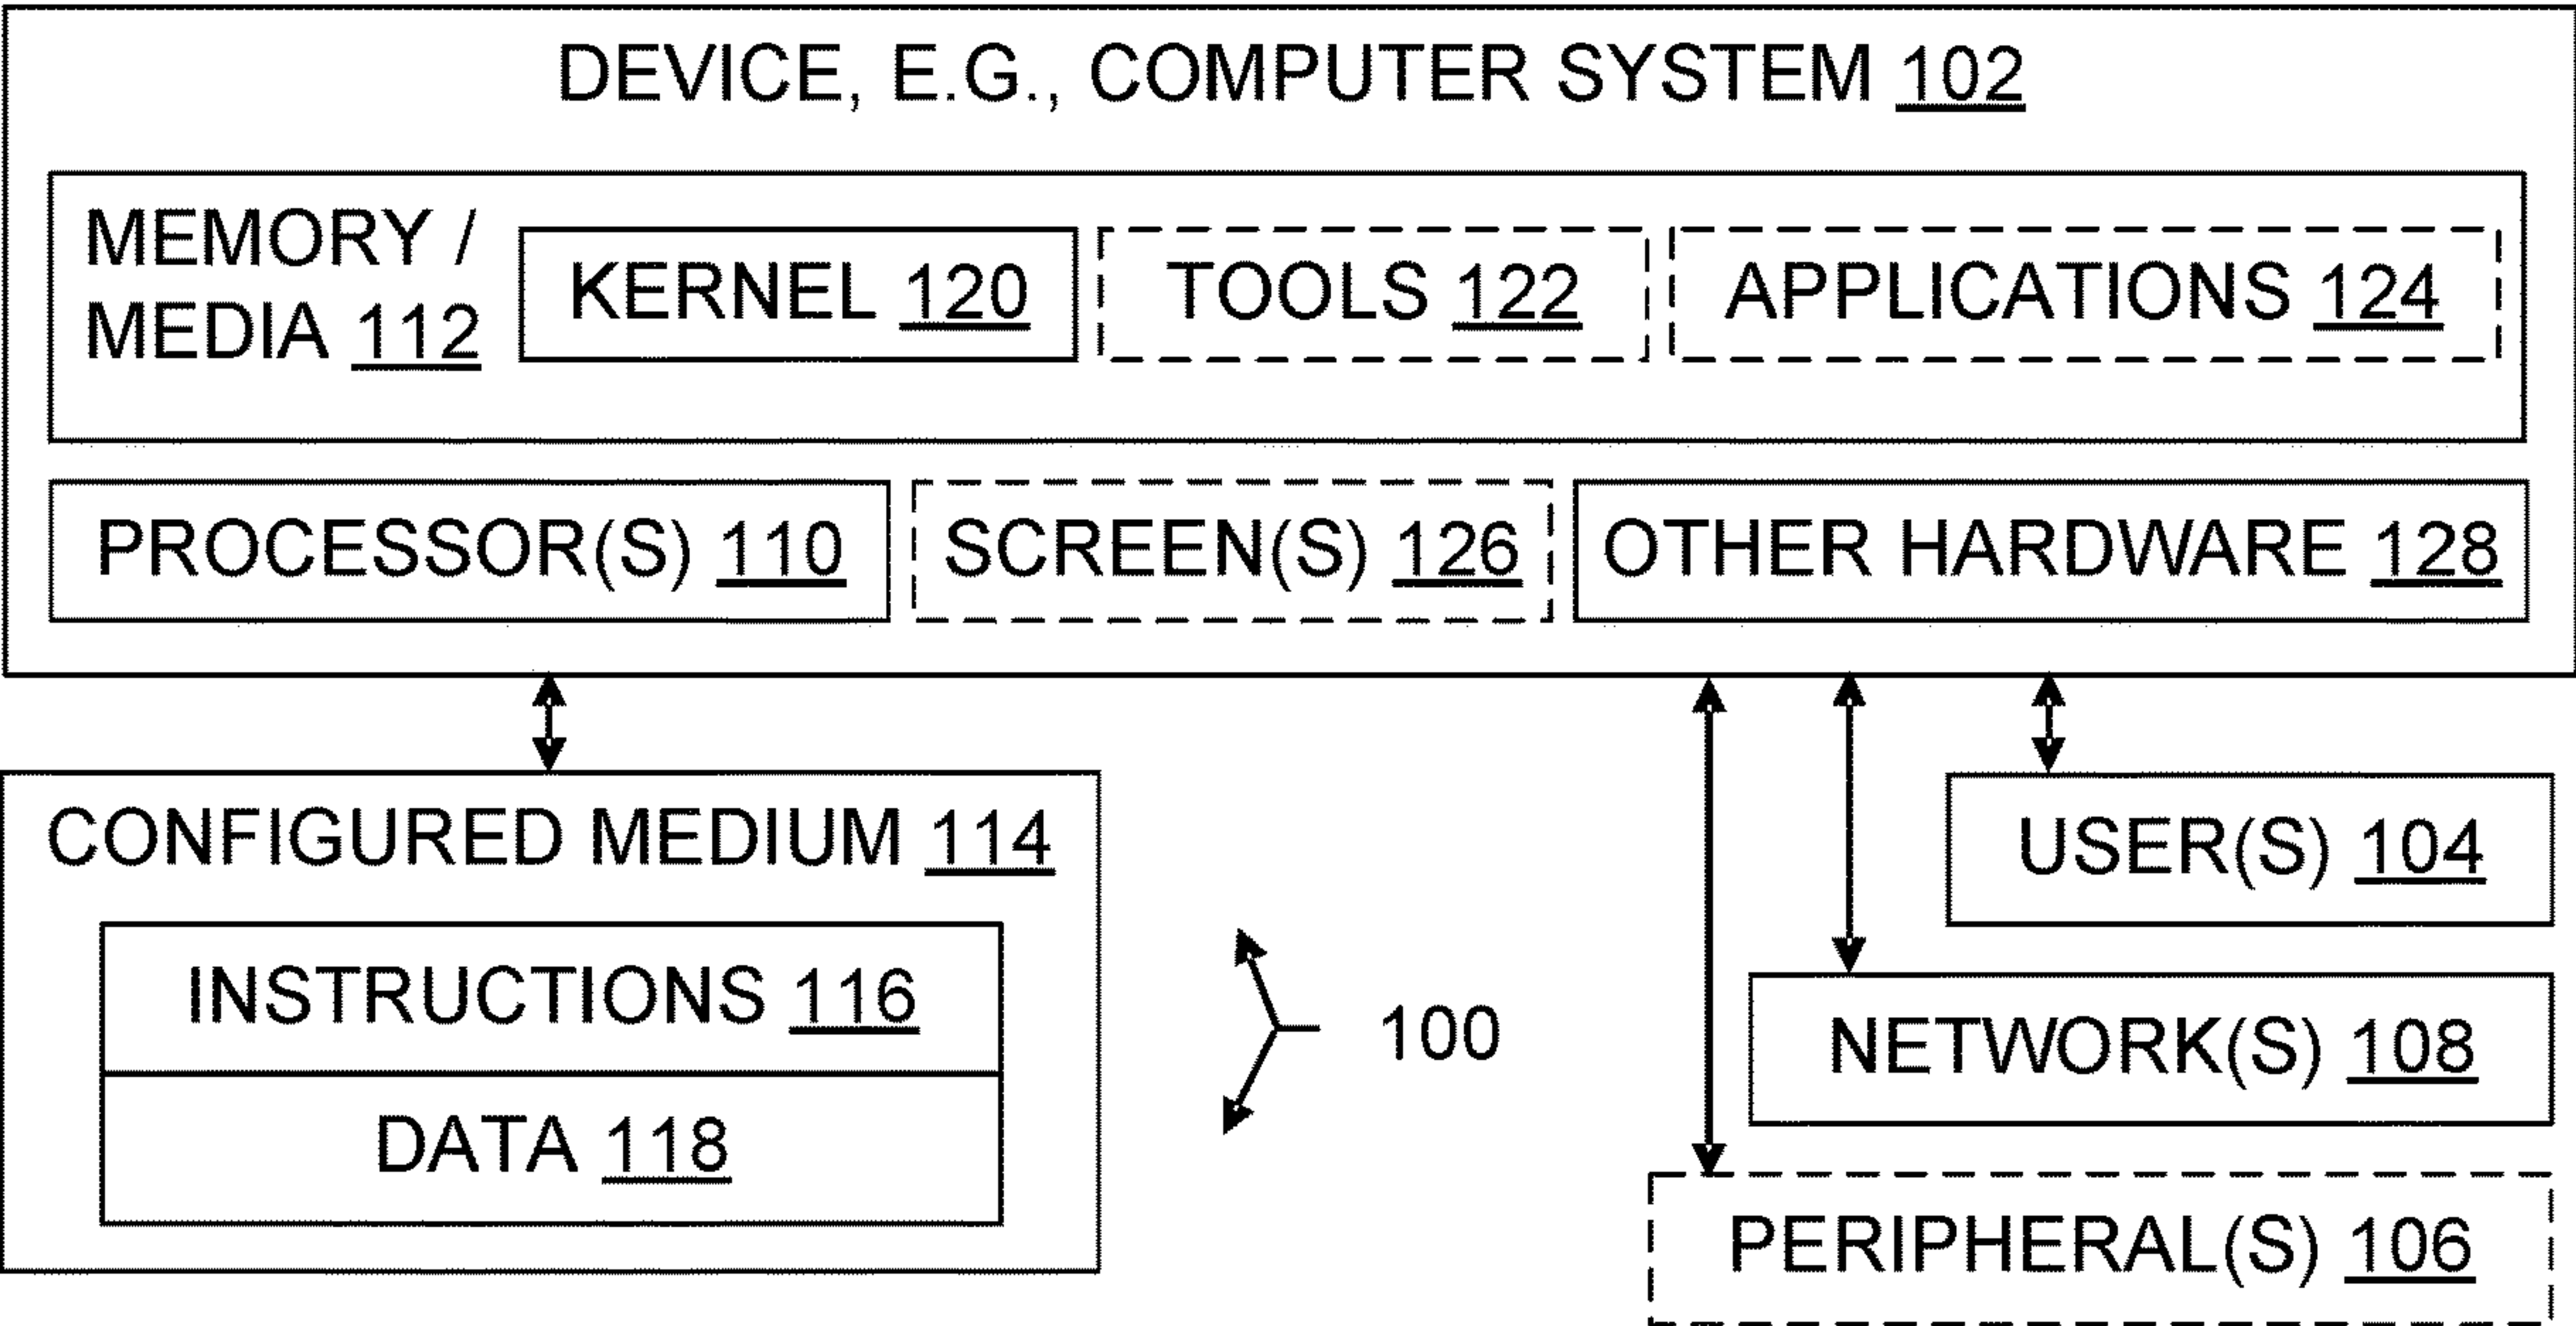 DEVICE, E.G., COMPUTER SYSTEM 102
MEMORY /
MEDIA 112
KERNEL 120
TOOLS 122
APPLICATIONS 124
PROCESSOR(S) 110
SCREEN(S) 126
OTHER HARDWARE 128
CONFIGURED MEDIUM 114
INSTRUCTIONS 116
DATA 118
100
USER(S) 104
NETWORK(S) 108
PERIPHERAL(S) 106